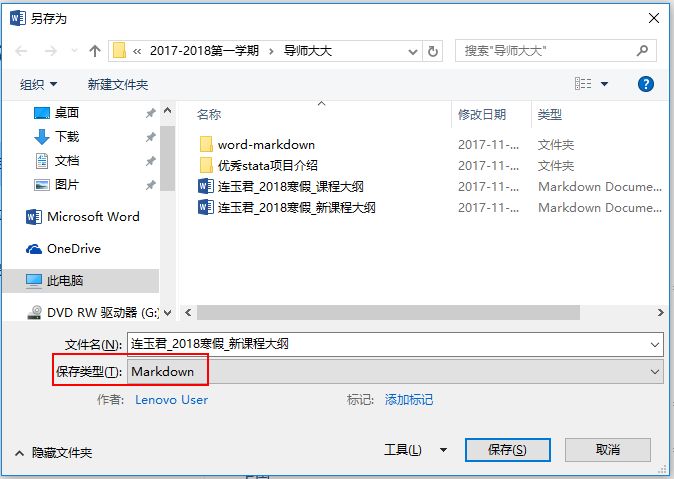 另存为
« 2017-2018第一学期 › 导师大大
搜索"导师大大"
组织 新建文件夹
名称 修改日期 类型
桌面
下载
文档
图片
Microsoft Word
OneDrive
此电脑
DVD RW 驱动器 (G:)
word-markdown 2017-11-... 文件夹
优秀stata项目介绍 2017-11-... 文件夹
连玉君_2018寒假_课程大纲 2017-11-... Markdown Docume...
连玉君_2018寒假_新课程大纲 2017-11-... Markdown Docume...
文件名(N): 连玉君_2018寒假_新课程大纲
保存类型(T): Markdown
作者: Lenovo User 标记: 添加标记
隐藏文件夹 工具(L) 保存(S) 取消